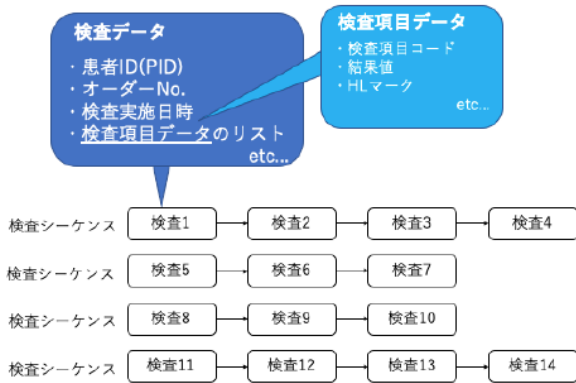 検査データ
・患者ID(PID)
・オーダーNo.
・検査実施日時
・検査項目データのリスト
etc...
検査項目データ
・検査項目コード
・結果値
・HLマーク
etc...
検査シーケンス 検査1 検査2 検査3 検査4
検査シーケンス 検査5 検査6 検査7
検査シーケンス 検査8 検査9 検査10
検査シーケンス 検査11 検査12 検査13 検査14